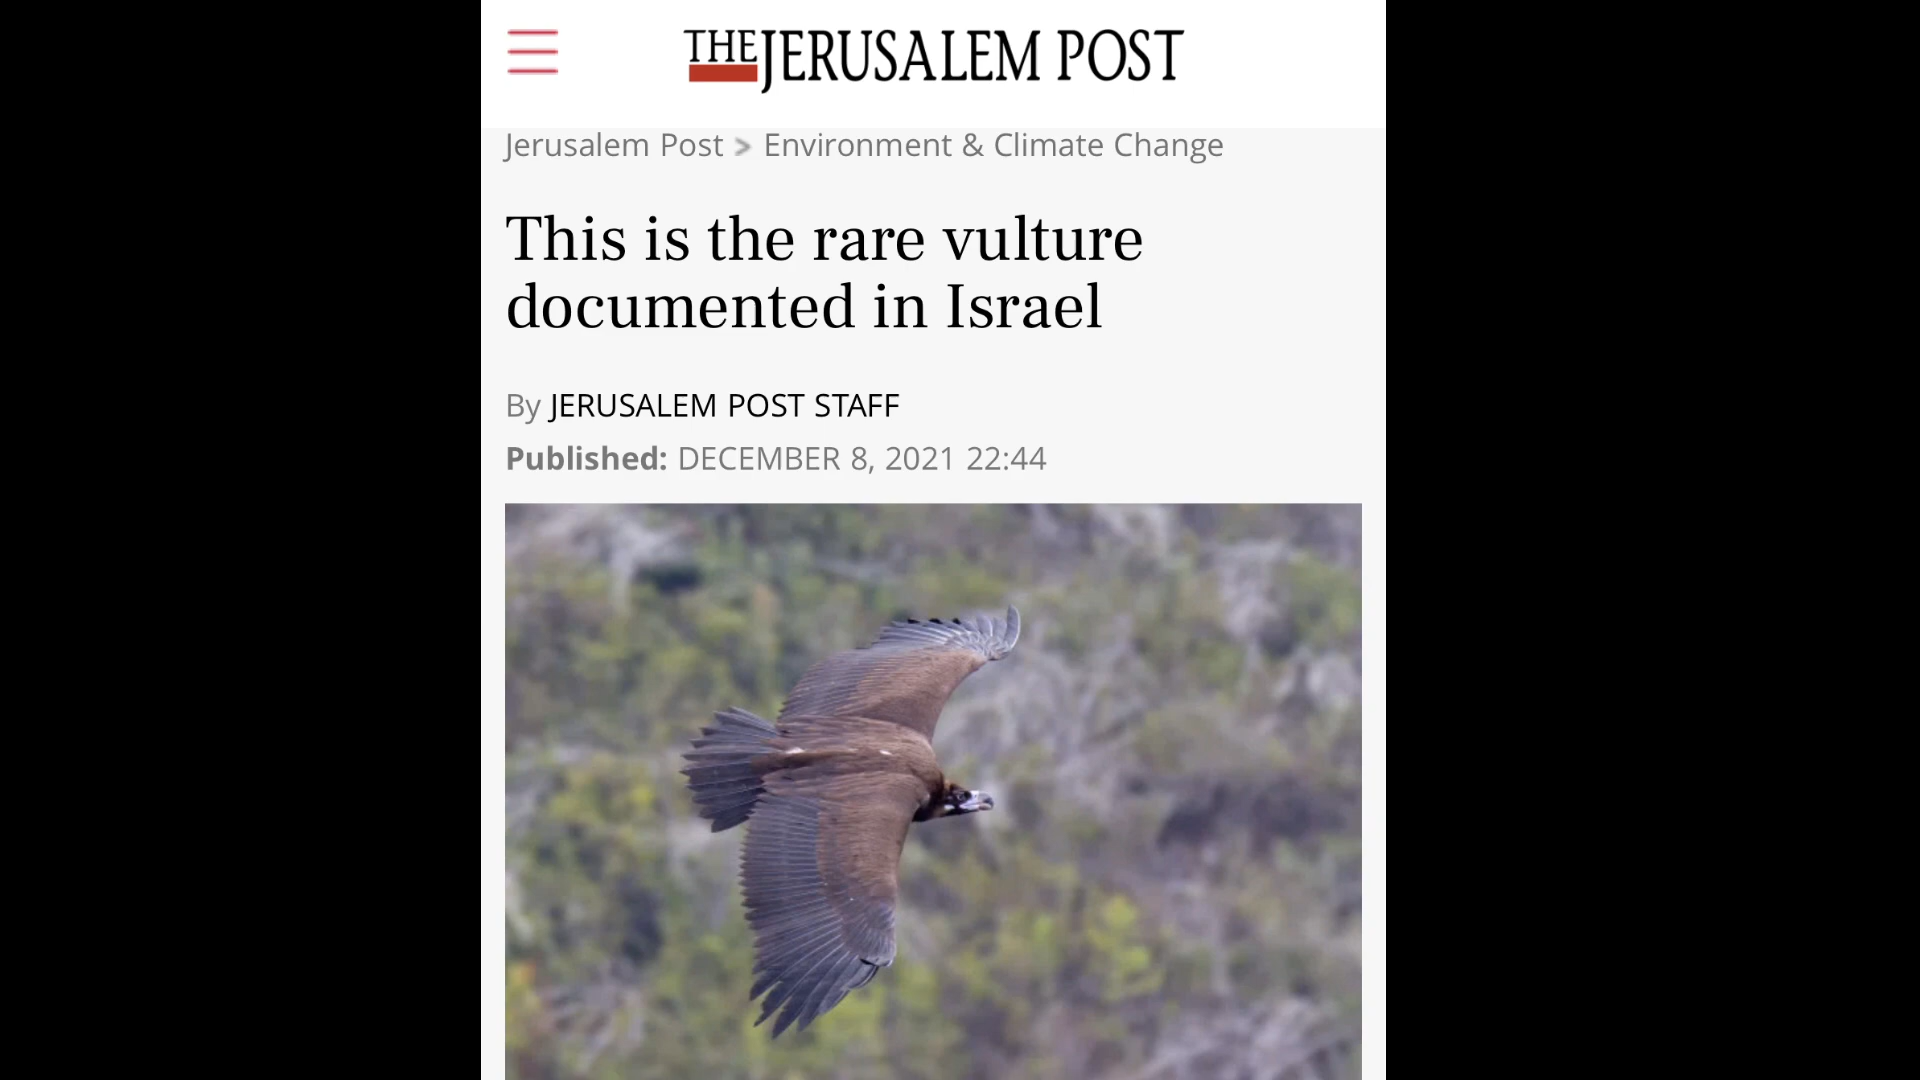 THE JERUSALEM POST
Jerusalem Post > Environment & Climate Change
This is the rare vulture
documented in Israel
By JERUSALEM POST STAFF
Published: DECEMBER 8, 2021 22:44